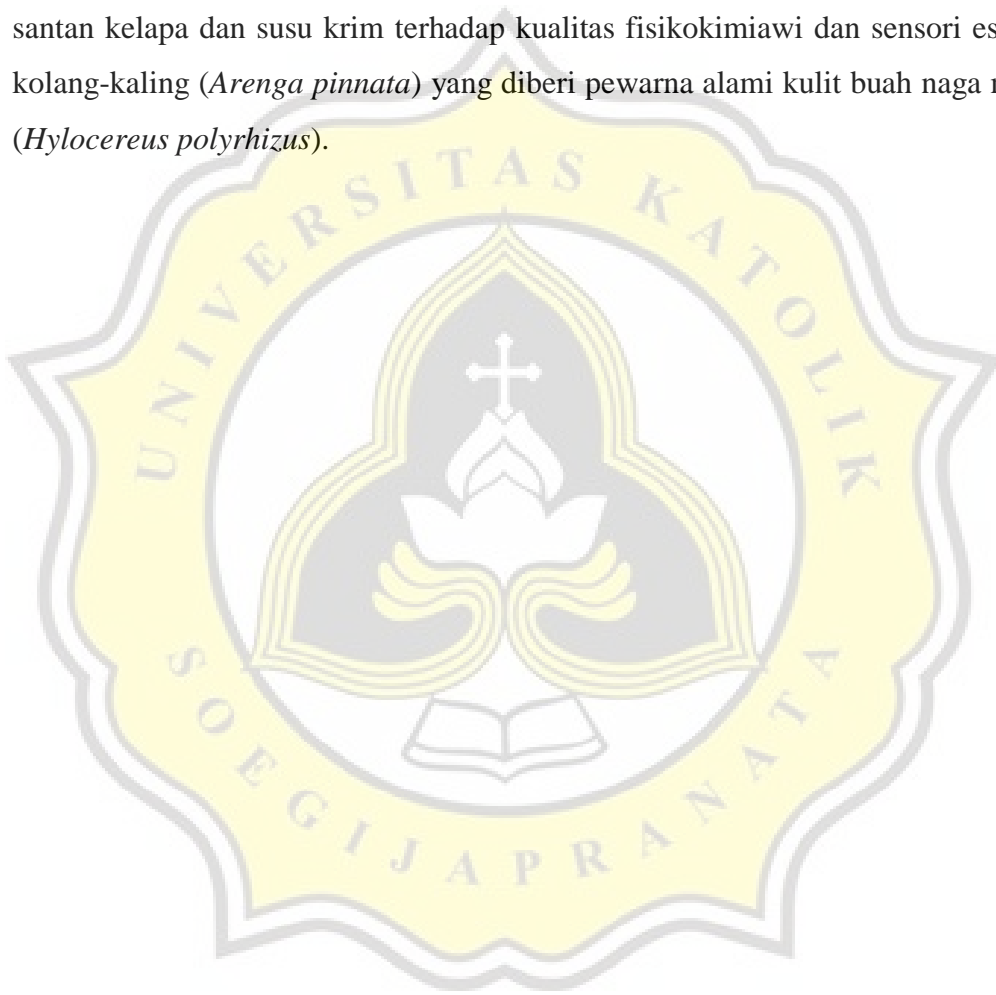 santan kelapa dan susu krim terhadap kualitas fisikokimiawi dan sensori es
kolang-kaling (Arenga pinnata) yang diberi pewarna alami kulit buah naga
(Hylocereus polyrhizus).
UNIVERSITAS KATOLIK
SOEGIJAPRANATA